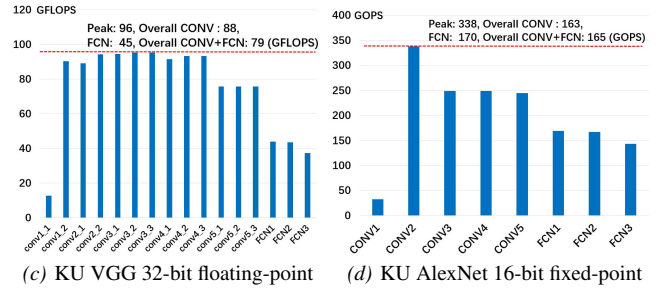 120 GFLOPS
Peak: 96, Overall CONV : 88,
FCN: 45, Overall CONV+FCN: 79 (GFLOPS)
100
80
60
40
20
0
conv1_1
conv1_2
conv2_1
conv2_2
conv3_1
conv3_2
conv3_3
conv4_1
conv4_2
conv4_3
conv5_1
conv5_2
conv5_3
FCN1
FCN2
FCN3
(c) KU VGG 32-bit floating-point
400 GOPS
Peak: 338, Overall CONV : 163,
FCN: 170, Overall CONV+FCN: 165 (GOPS)
350
300
250
200
150
100
50
0
CONV1
CONV2
CONV3
CONV4
CONV5
FCN1
FCN2
FCN3
(d) KU AlexNet 16-bit fixed-point